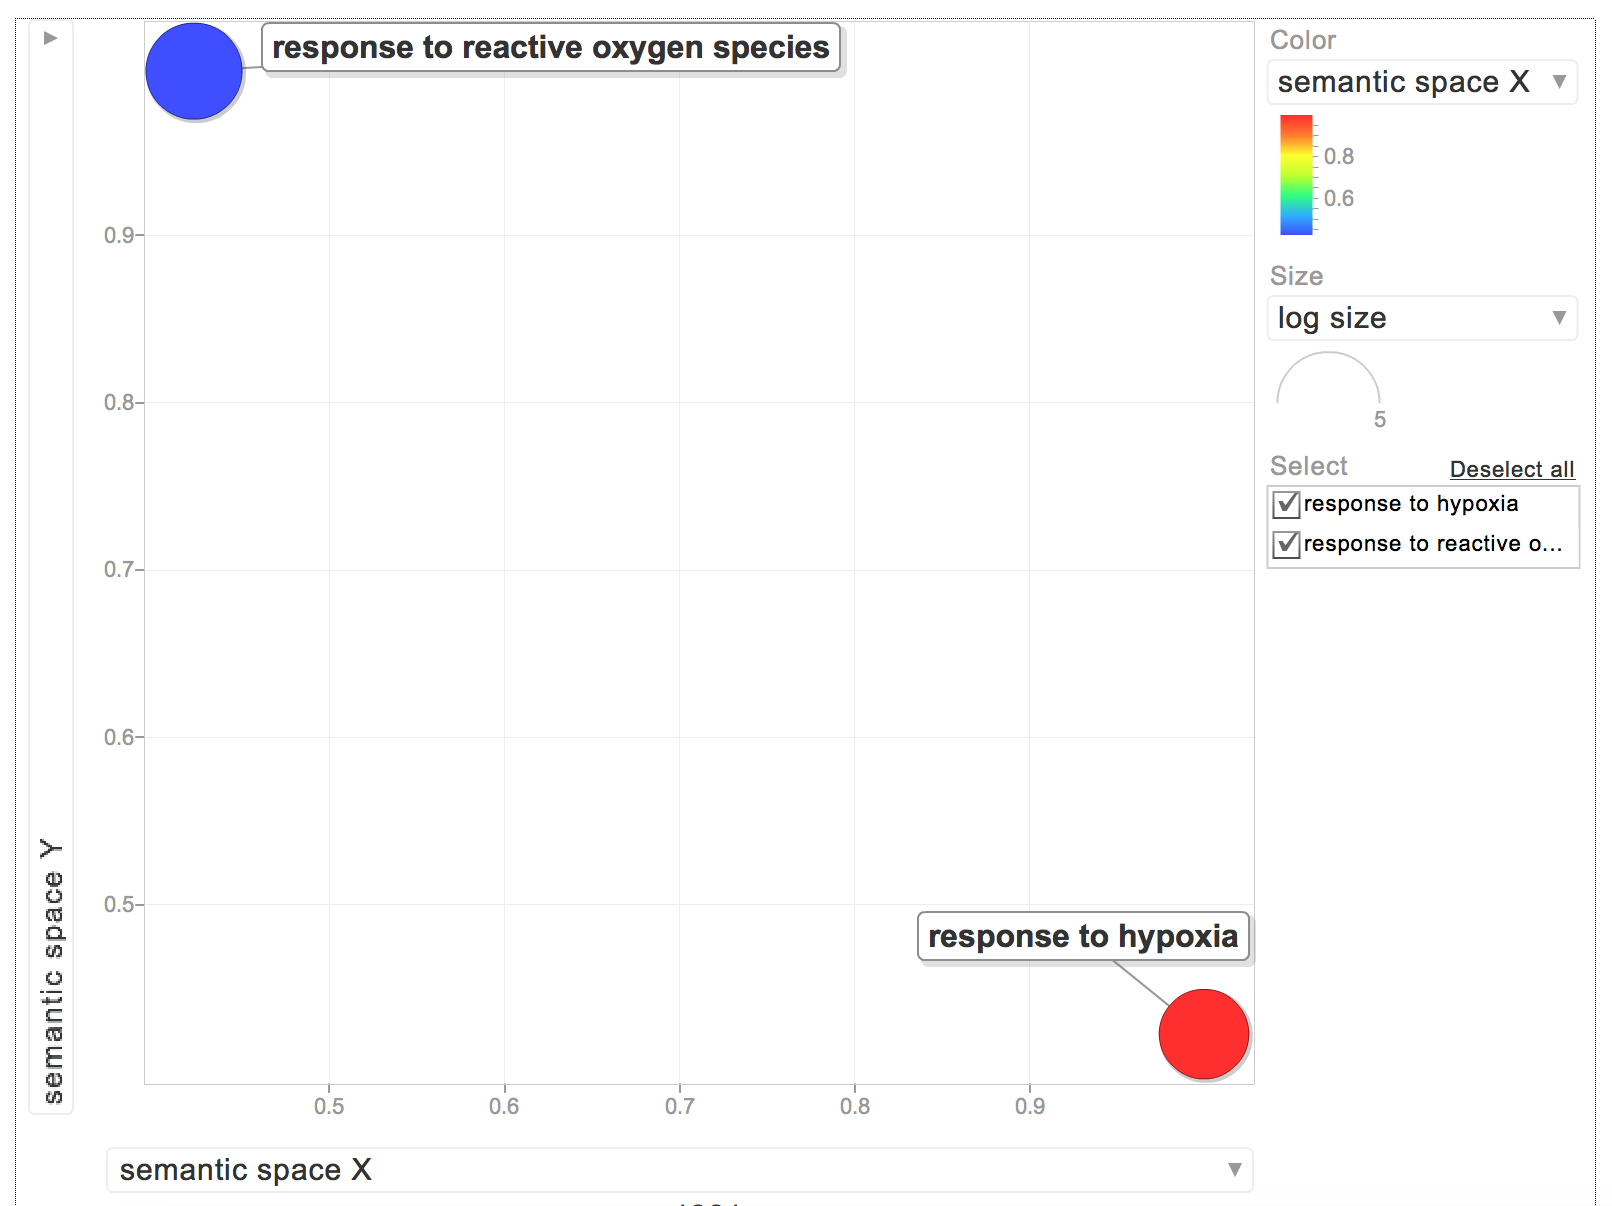 response to reactive oxygen species
Color
semantic space X
0.8
0.6
Size
log size
5
Select
Deselect all
response to hypoxia
response to reactive o...
0.9
0.8
0.7
0.6
0.5
semantic space Y
response to hypoxia
0.5
0.6
0.7
0.8
0.9
semantic space X